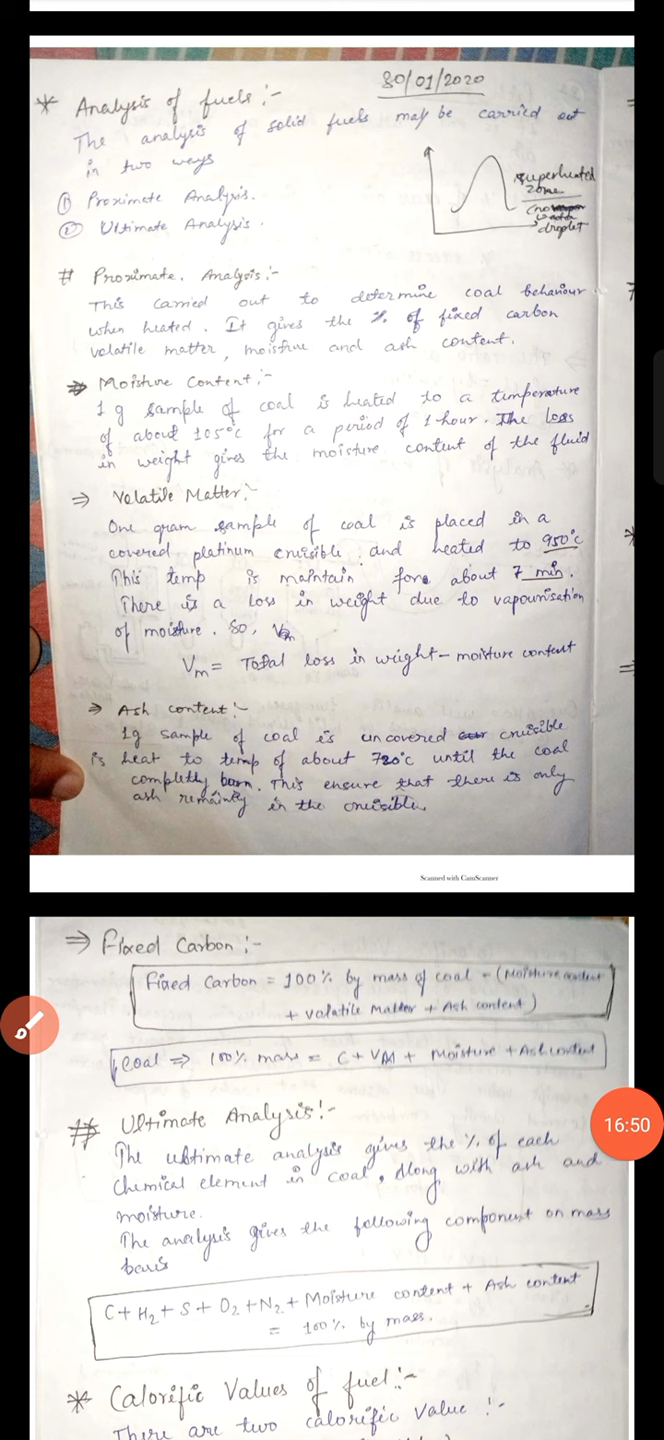 30/01/2020
* Analysis of fuels :-
The analysis of solid fuels may be carried out
in two ways
① Proximate Analysis.
② Ultimate Analysis.
superheated
zone
(no
droplet
# Proximate. Analysis :-
This carried out to determine coal behaviour
when heated. It gives the % of fixed carbon
volatile matter, moisture and ash content.
⇒ Moisture Content :-
1 g sample of coal is heated to a temperature
of about 105°c for a period of 1 hour. The loss
in weight gives the moisture content of the fluid
⇒ Volatile Matter :-
One gram sample of coal is placed in a
covered platinum cruisible and heated to 950°c
This temp is maintain fore about 7 min.
There is a loss in weight due to vapourisation
of moisture. So, Vm
Vm = Total loss in wright - moisture content
⇒ Ash content :-
1g sample of coal is uncovered cruisible
is heat to temp of about 720°c until the coal
completly born. This ensure that there is only
ash remainly in the cruisible.
Scanned with CamScanner
⇒ Fixed Carbon :-
Fixed Carbon = 100% by mass of coal - (Moisture content
+ volatile matter + Ash content)
Coal ⇒ 100% mass = C + VM + Moisture + Ash content
# Ultimate Analysis :-
The ultimate analysis gives the % of each
Chemical element in coal, along with ash and
moisture.
The analysis gives the following component on mass
basis
C + H₂ + S + O₂ + N₂ + Moisture content + Ash content
= 100% by mass.
16:50
* Calorific Values of fuel :-
There are two calorific value :-